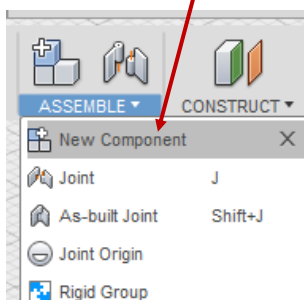 ASSEMBLE ▼ CONSTRUCT ▼
New Component
Joint J
As-built Joint Shift+J
Joint Origin
Rigid Group